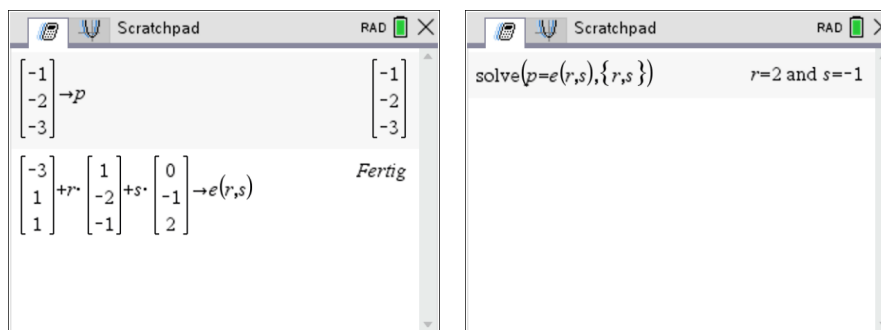 Scratchpad RAD
[-1
-2
-3]→p [-1
-2
-3]
[-3
1
1]+r·[1
-2
-1]+s·[0
-1
2]→e(r,s) Fertig
Scratchpad RAD
solve(p=e(r,s),{r,s}) r=2 and s=-1